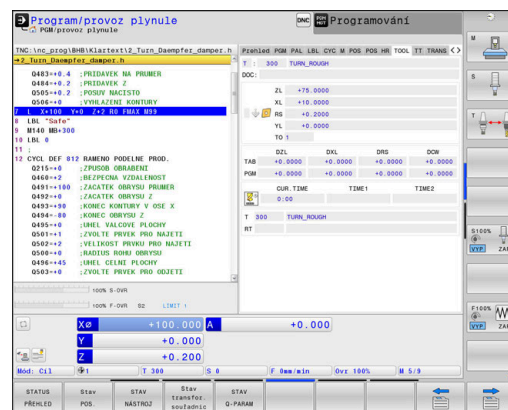 Program/provoz plynule
PGM/provoz plynule
DNC
Programování
TNC:\nc_prog\BHB\Klartext\2_Turn_Daempfer_damper.h
→2_Turn_Daempfer_damper.h
Q483=+0.4 ;PRIDAVEK NA PRUMER
Q484=+0.2 ;PRIDAVEK Z
Q505=+0.2 ;POSUV NACISTO
Q506=+0 ;VYHLAZENI KONTURY
7 L X+100 Y+0 Z+2 R0 FMAX M99
8 LBL "Safe"
9 M140 MB+300
10 LBL 0
11 ;
12 CYCL DEF 812 RAMENO PODELNE PROD.
Q215=+0 ;ZPUSOB OBRABENI
Q460=+2 ;BEZPECNA VZDALENOST
Q491=+100 ;ZACATEK OBRYSU PRUMER
Q492=+0 ;ZACATEK OBRYSU Z
Q493=+90 ;KONEC KONTURY V OSE X
Q494=-80 ;KONEC OBRYSU Z
Q495=+0 ;UHEL VALCOVE PLOCHY
Q501=+1 ;ZVOLTE PRVEK PRO NAJETI
Q502=+2 ;VELIKOST PRVKU PRO NAJETI
Q500=+0 ;RADIUS ROHU OBRYSU
Q496=+45 ;UHEL CELNI PLOCHY
Q503=+0 ;ZVOLTE PRVEK PRO ODJETI
100% S-OVR
100% F-OVR S2 LIMIT 1
Prehled PGM PAL LBL CYC M POS POS HR TOOL TT TRANS
T : 300 TURN_ROUGH
DOC:
ZL +75.0000
XL +10.0000
RS +0.2000
YL +0.0000
TO 1
DZL DXL DRS DCW
TAB +0.0000 +0.0000 +0.0000 +0.0000
PGM +0.0000 +0.0000 +0.0000 +0.0000
CUR.TIME TIME1 TIME2
0:00
T 300 TURN_ROUGH
RT
XØ +100.000 A +0.000
Y +0.000
Z +0.200
Mód: Cíl 1 T 300 S 0 F 0mm/min Ovr 100% M 5/9
STATUS PŘEHLED
Stav POS.
STAV NÁSTROJ
Stav transfor. souřadnic
STAV Q-PARAM
M
S
T
S100%
VYP ZAP
F100%
VYP ZAP